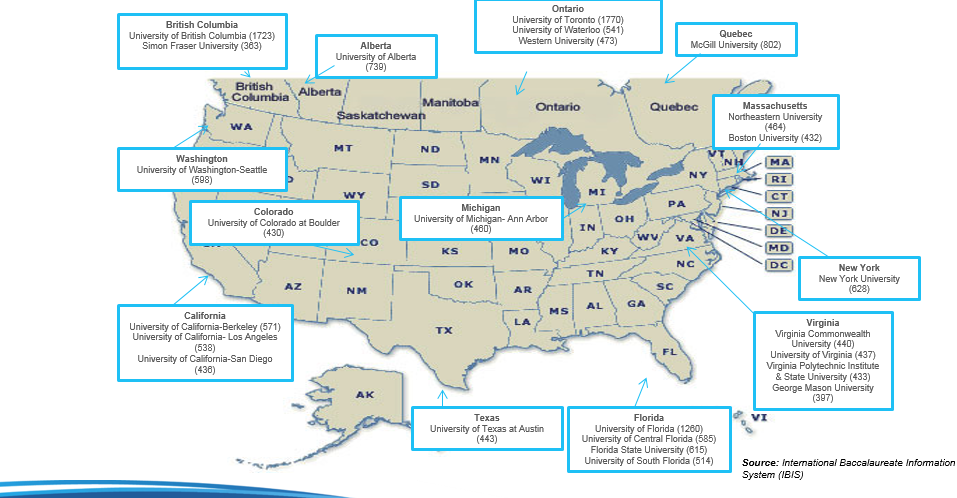 British Columbia
University of British Columbia (1723)
Simon Fraser University (363)
Alberta
University of Alberta
(739)
Ontario
University of Toronto (1770)
University of Waterloo (541)
Western University (473)
Quebec
McGill University (802)
British
Columbia
Alberta
Saskatchewan
Manitoba
Ontario
Quebec
Massachusetts
Northeastern University
(464)
Boston University (432)
WA
MT
ND
MN
SD
WY
WI
MI
NY
VT
NH
MA
RI
CT
NJ
DE
MD
DC
Washington
University of Washington-Seattle
(598)
Colorado
University of Colorado at Boulder
(430)
Michigan
University of Michigan- Ann Arbor
(460)
PA
OH
IN
WV
VA
KY
CO
KS
MO
NC
TN
SC
AZ
NM
OK
AR
MS
AL
GA
LA
TX
FL
AK
VI
New York
New York University
(628)
California
University of California-Berkeley (571)
University of California- Los Angeles
(538)
University of California-San Diego
(436)
Virginia
Virginia Commonwealth
University (440)
University of Virginia (437)
Virginia Polytechnic Institute
& State University (433)
George Mason University
(397)
Texas
University of Texas at Austin
(443)
Florida
University of Florida (1260)
University of Central Florida (585)
Florida State University (615)
University of South Florida (514)
Source: International Baccalaureate Information
System (IBIS)